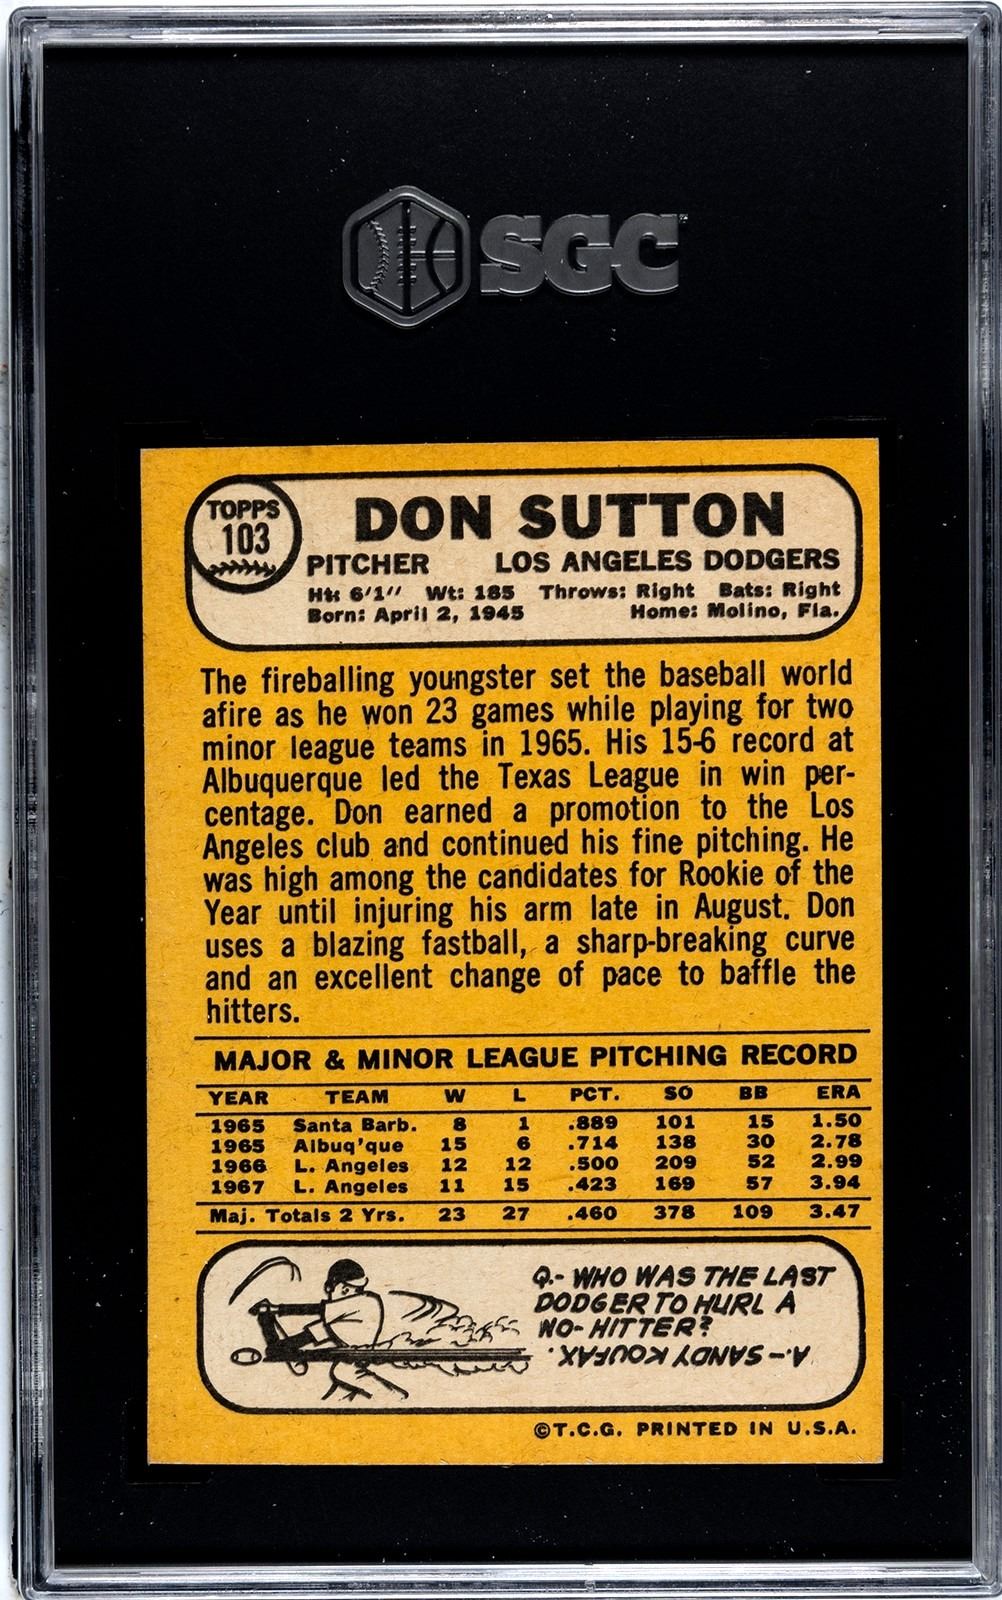 SGC
TOPPS
103
DON SUTTON
PITCHER LOS ANGELES DODGERS
Ht: 6'1" Wt: 185 Throws: Right Bats: Right
Born: April 2, 1945 Home: Molino, Fla.
The fireballing youngster set the baseball world
afire as he won 23 games while playing for two
minor league teams in 1965. His 15-6 record at
Albuquerque led the Texas League in win per-
centage. Don earned a promotion to the Los
Angeles club and continued his fine pitching. He
was high among the candidates for Rookie of the
Year until injuring his arm late in August. Don
uses a blazing fastball, a sharp-breaking curve
and an excellent change of pace to baffle the
hitters.
MAJOR & MINOR LEAGUE PITCHING RECORD
YEAR TEAM W L PCT. SO BB ERA
1965 Santa Barb. 8 1 .889 101 15 1.50
1965 Albuq'que 15 6 .714 138 30 2.78
1966 L. Angeles 12 12 .500 209 52 2.99
1967 L. Angeles 11 15 .423 169 57 3.94
Maj. Totals 2 Yrs. 23 27 .460 378 109 3.47
Q.- WHO WAS THE LAST
DODGER TO HURL A
NO-HITTER?
A.- SANDY KOUFAX.
©T.C.G. PRINTED IN U.S.A.